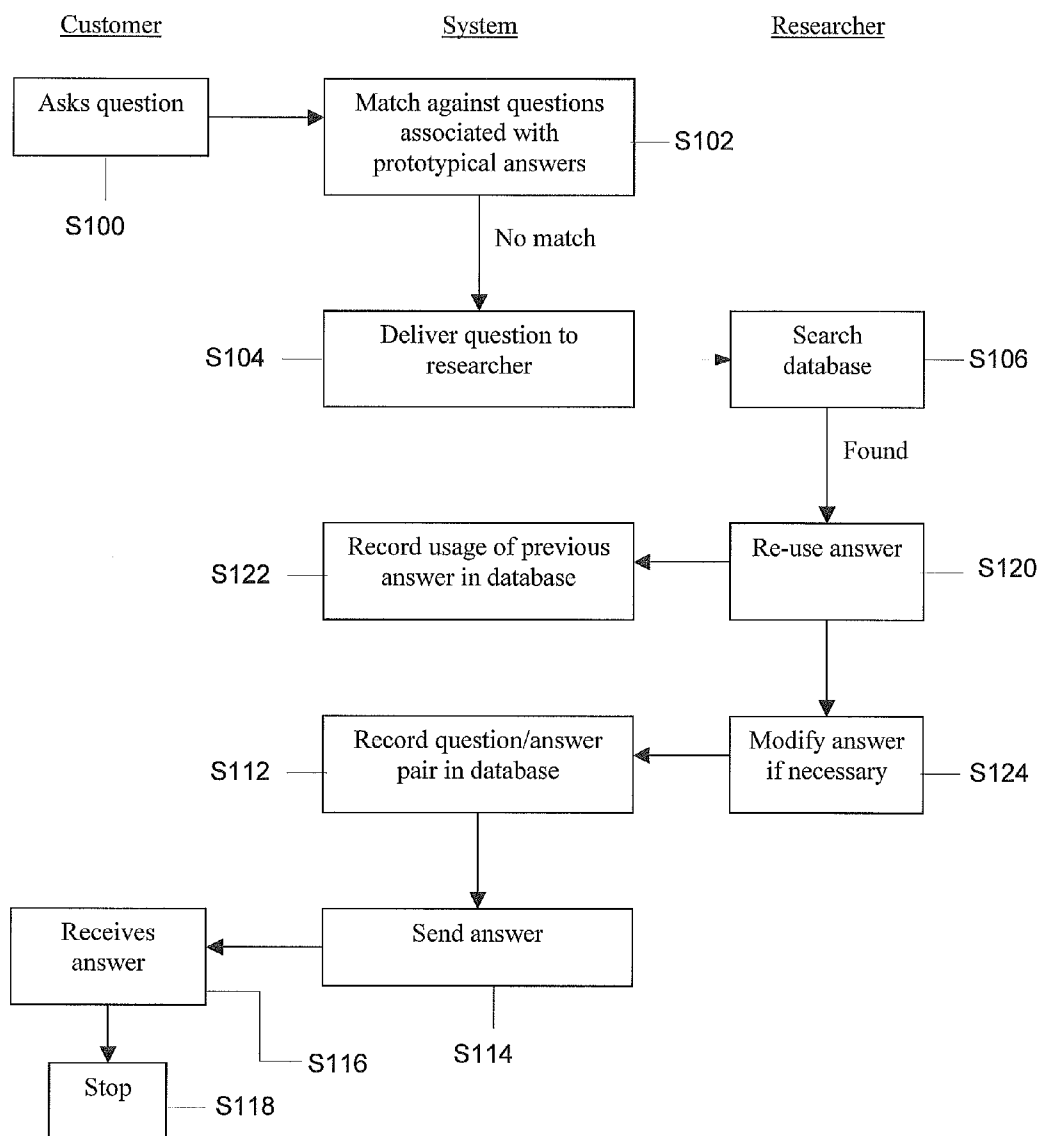 Customer
System
Researcher
Asks question
Match against questions
associated with
prototypical answers
S102
S100
No match
S104
Deliver question to
researcher
Search
database
S106
Found
S122
Record usage of previous
answer in database
Re-use answer
S120
S112
Record question/answer
pair in database
Modify answer
if necessary
S124
Receives
answer
Send answer
S114
S116
Stop
S118